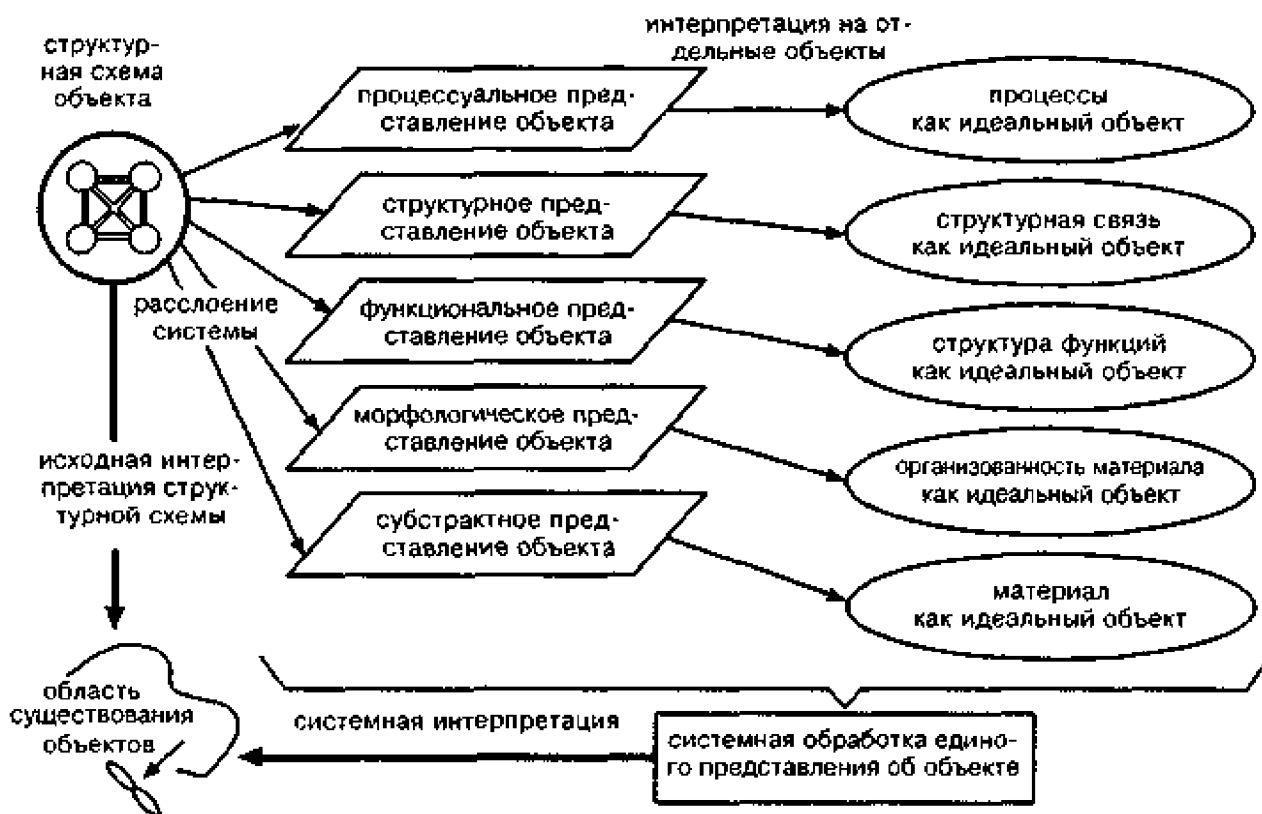 структур-
ная схема
объекта
интерпретация на от-
дельные объекты
процессуальное пред-
ставление объекта
процессы
как идеальный объект
структурное пред-
ставление объекта
структурная связь
как идеальный объект
расслоение
системы
функциональное пред-
ставление объекта
структура функций
как идеальный объект
морфологическое пред-
ставление объекта
организованность материала
как идеальный объект
исходная интер-
претация струк-
турной схемы
субстрактное пред-
ставление объекта
материал
как идеальный объект
область
существования
объектов
системная интерпретация
системная обработка едино-
го представления об объекте